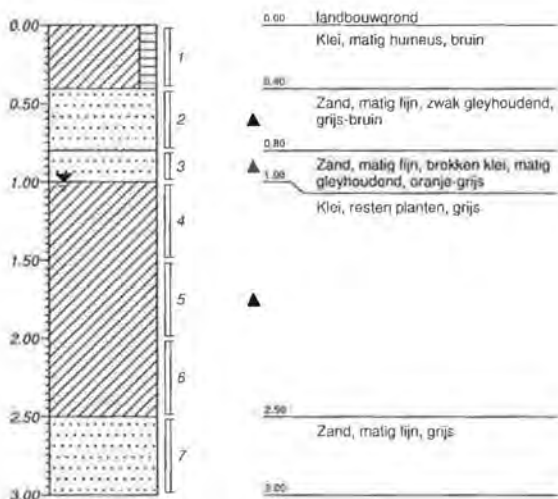 0.00
0.50
1.00
1.50
2.00
2.50
3.00
1
2
3
4
5
6
7
0.00 landbouwgrond
Klei, matig humeus, bruin
0.40
Zand, matig fijn, zwak gleyhoudend,
grijs-bruin
0.80
Zand, matig fijn, brokken klei, matig
gleyhoudend, oranje-grijs
1.00
Klei, resten planten, grijs
2.50
Zand, matig fijn, grijs
3.00